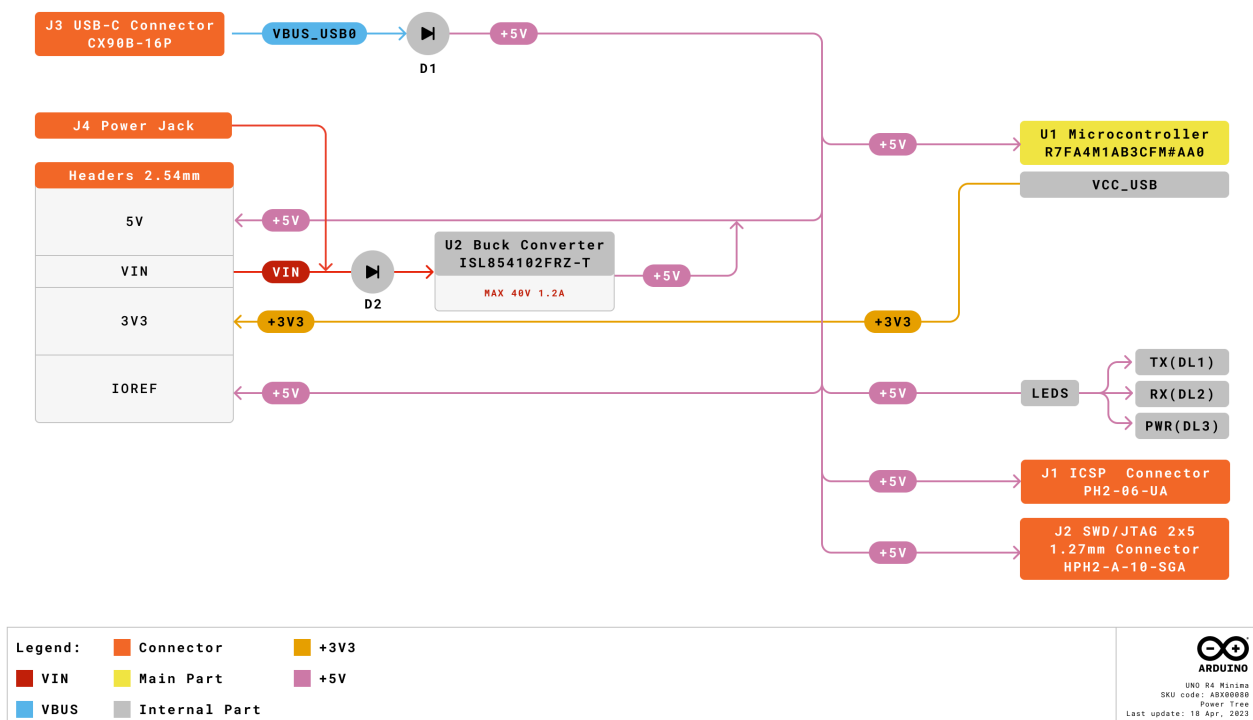 J3 USB-C Connector
CX90B-16P
VBUS_USB0
+5V
D1
J4 Power Jack
+5V
U1 Microcontroller
R7FA4M1AB3CFM#AA0
Headers 2.54mm
VCC_USB
5V
+5V
U2 Buck Converter
ISL854102FRZ-T
VIN
VIN
+5V
MAX 40V 1.2A
D2
3V3
+3V3
+3V3
TX(DL1)
IOREF
+5V
+5V
LEDS
RX(DL2)
PWR(DL3)
+5V
J1 ICSP  Connector
PH2-06-UA
+5V
J2 SWD/JTAG 2x5
1.27mm Connector
HPH2-A-10-SGA
Legend:
Connector
+3V3
VIN
Main Part
+5V
VBUS
Internal Part
ARDUINO
UNO R4 Minima
SKU code: ABX00080
Power Tree
Last update: 18 Apr, 2023